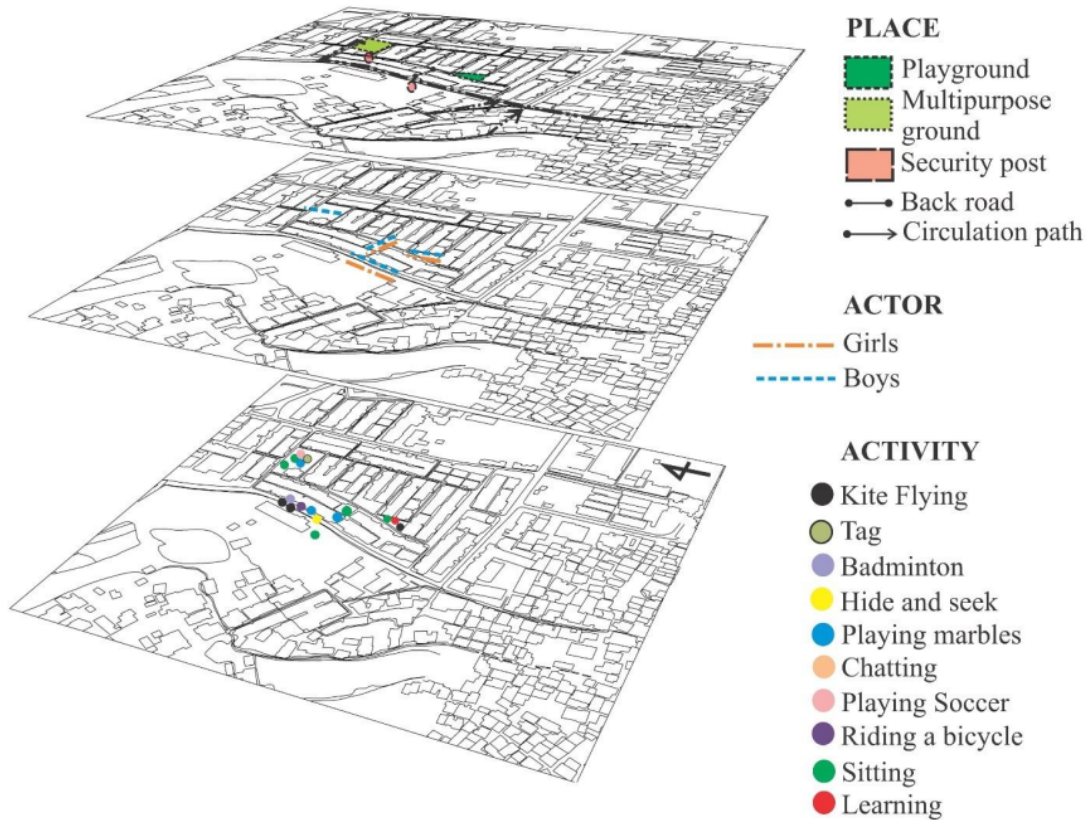 PLACE
Playground
Multipurpose
ground
Security post
Back road
Circulation path
ACTOR
Girls
Boys
ACTIVITY
Kite Flying
Tag
Badminton
Hide and seek
Playing marbles
Chatting
Playing Soccer
Riding a bicycle
Sitting
Learning